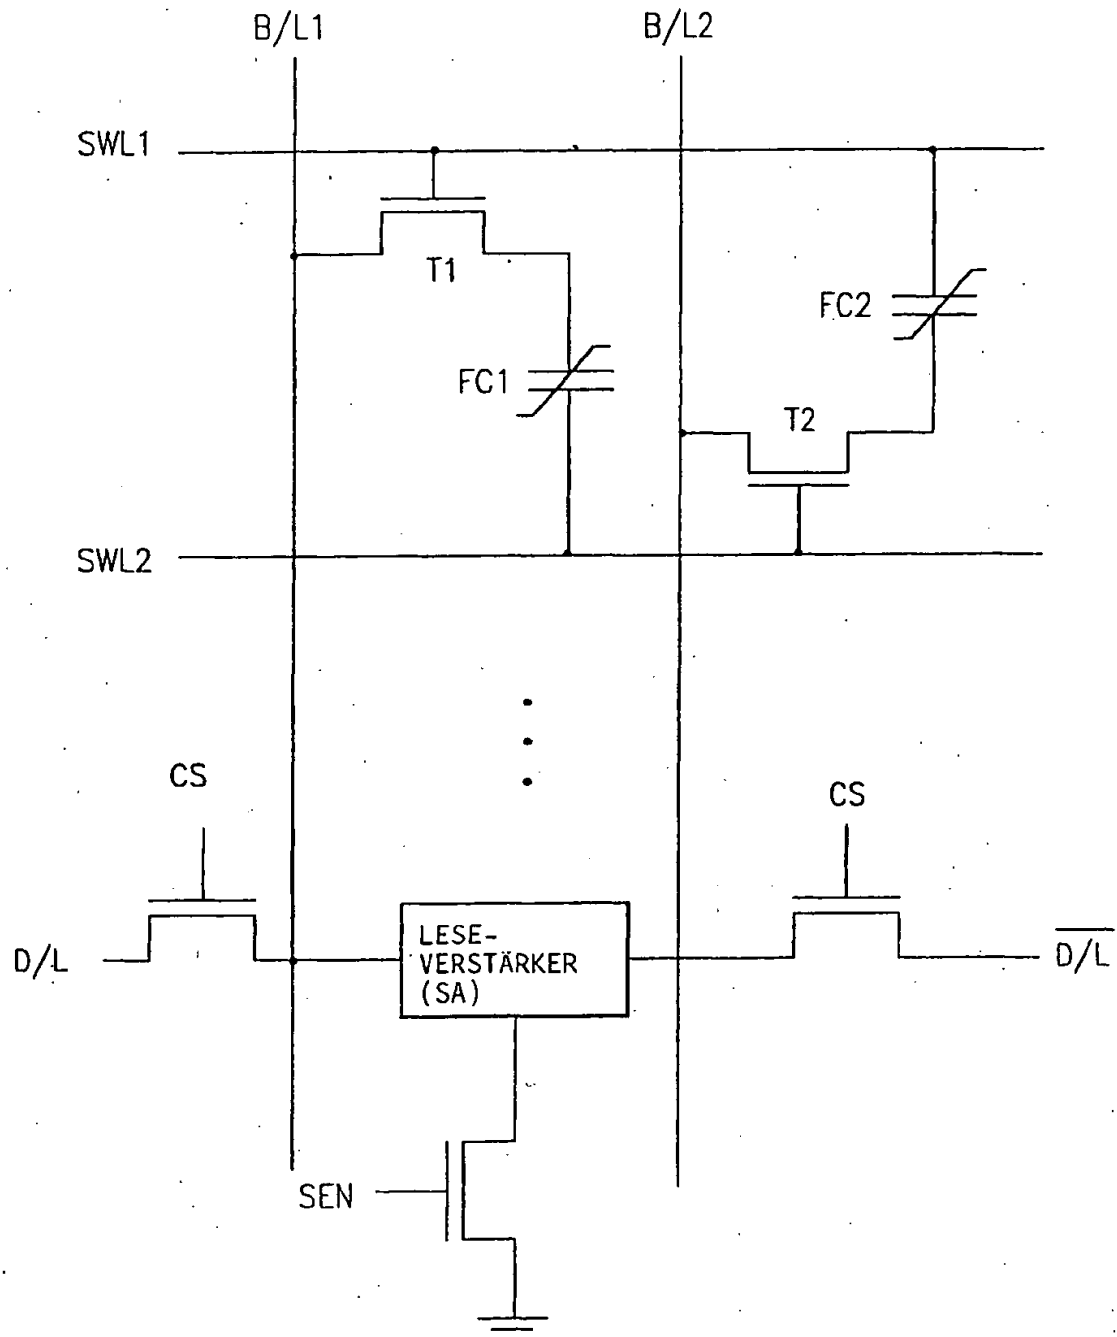 B/L1
B/L2
SWL1
T1
FC2
FC1
T2
SWL2
CS
CS
D/L
LESE-
VERSTÄRKER
(SA)
D/L
SEN